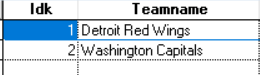 Idk Teamname
1 Detroit Red Wings
2 Washington Capitals